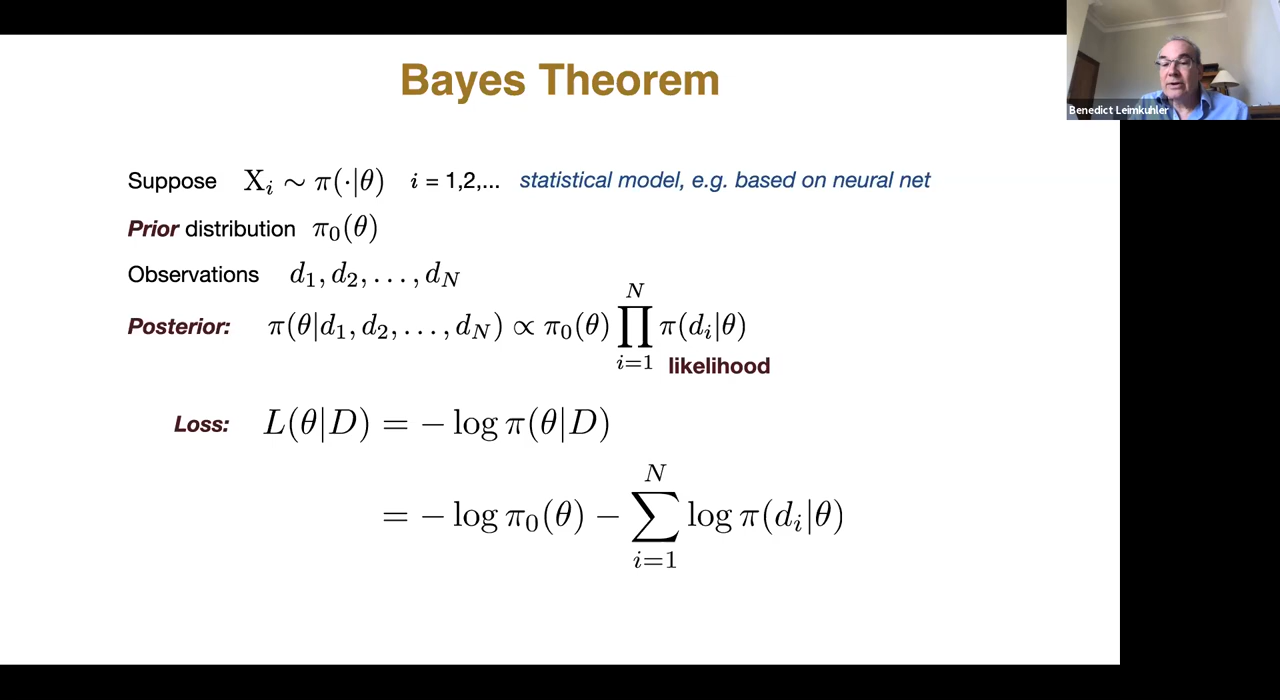 Bayes Theorem
Benedict Leimkuhler
Suppose X_i ∼ π(·|θ) i = 1,2,... statistical model, e.g. based on neural net
Prior distribution π_0(θ)
Observations d_1, d_2, . . . , d_N
Posterior: π(θ|d_1, d_2, . . . , d_N) ∝ π_0(θ) ∏_{i=1}^{N} π(d_i|θ)
likelihood
Loss: L(θ|D) = − log π(θ|D)
= − log π_0(θ) − ∑_{i=1}^{N} log π(d_i|θ)